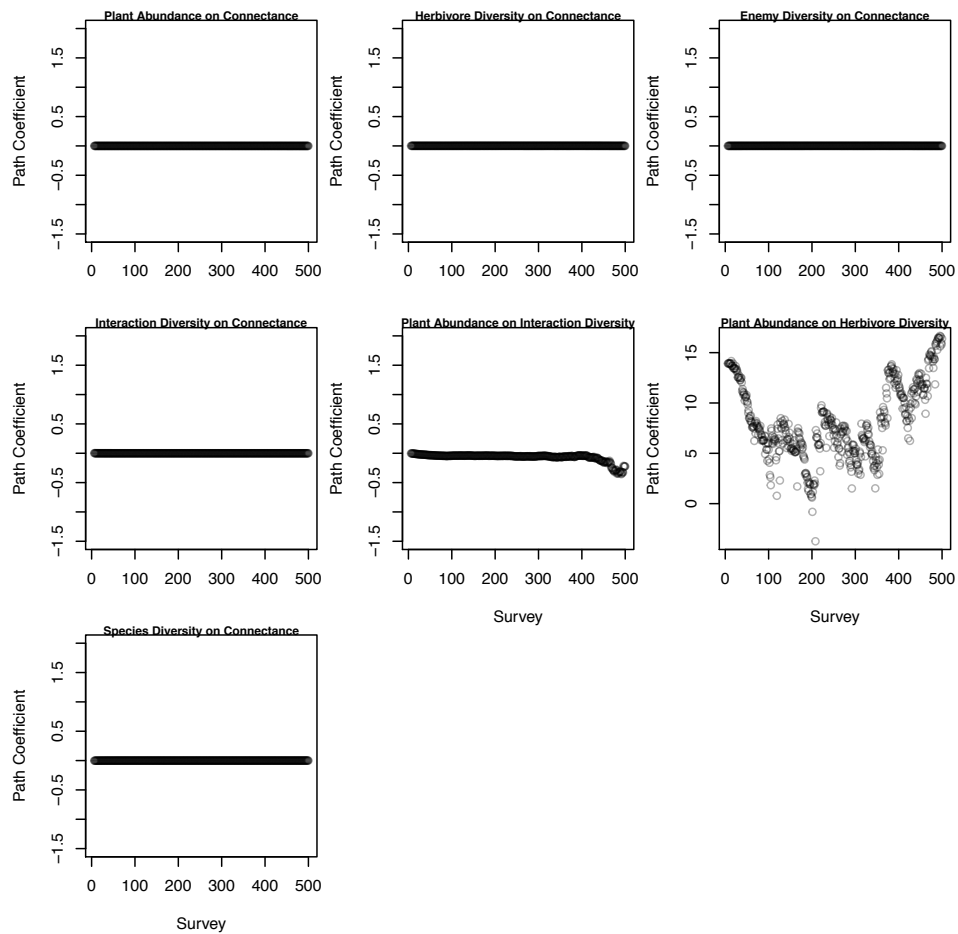 Plant Abundance on Connectance
Herbivore Diversity on Connectance
Enemy Diversity on Connectance
Path Coefficient
1.5
0.5
−0.5
−1.5
0 100 200 300 400 500
Path Coefficient
1.5
0.5
−0.5
−1.5
0 100 200 300 400 500
Path Coefficient
1.5
0.5
−0.5
−1.5
0 100 200 300 400 500
Interaction Diversity on Connectance
Plant Abundance on Interaction Diversity
Plant Abundance on Herbivore Diversity
Path Coefficient
1.5
0.5
−0.5
−1.5
0 100 200 300 400 500
Path Coefficient
1.5
0.5
−0.5
−1.5
0 100 200 300 400 500
Survey
Path Coefficient
15
10
5
0
0 100 200 300 400 500
Survey
Species Diversity on Connectance
Path Coefficient
1.5
0.5
−0.5
−1.5
0 100 200 300 400 500
Survey